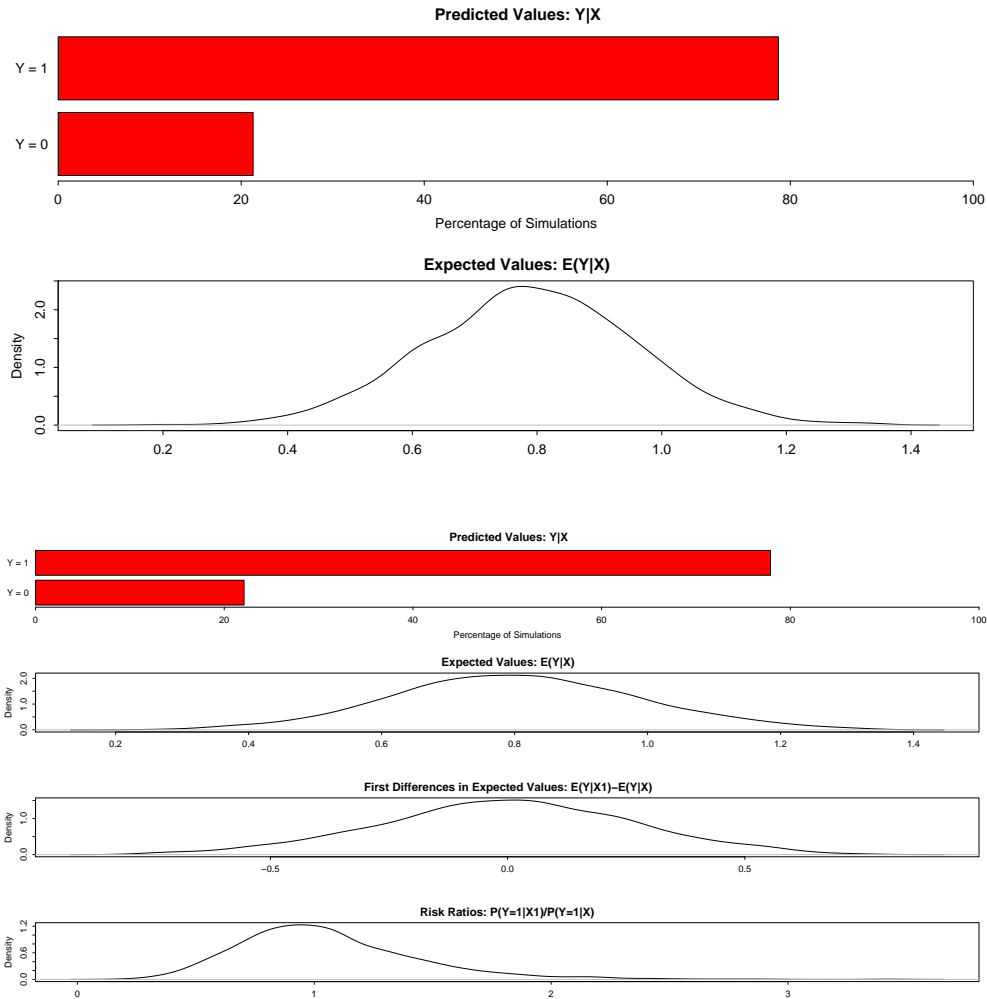 Predicted Values: Y|X
Y = 1
Y = 0
0 20 40 60 80 100
Percentage of Simulations
Expected Values: E(Y|X)
Density
0.0 1.0 2.0
0.2 0.4 0.6 0.8 1.0 1.2 1.4
Predicted Values: Y|X
Y = 1
Y = 0
0 20 40 60 80 100
Percentage of Simulations
Expected Values: E(Y|X)
Density
0.0 1.0 2.0
0.2 0.4 0.6 0.8 1.0 1.2 1.4
First Differences in Expected Values: E(Y|X1)−E(Y|X)
Density
0.0 1.0
−0.5 0.0 0.5
Risk Ratios: P(Y=1|X1)/P(Y=1|X)
Density
0.0 0.6 1.2
0 1 2 3